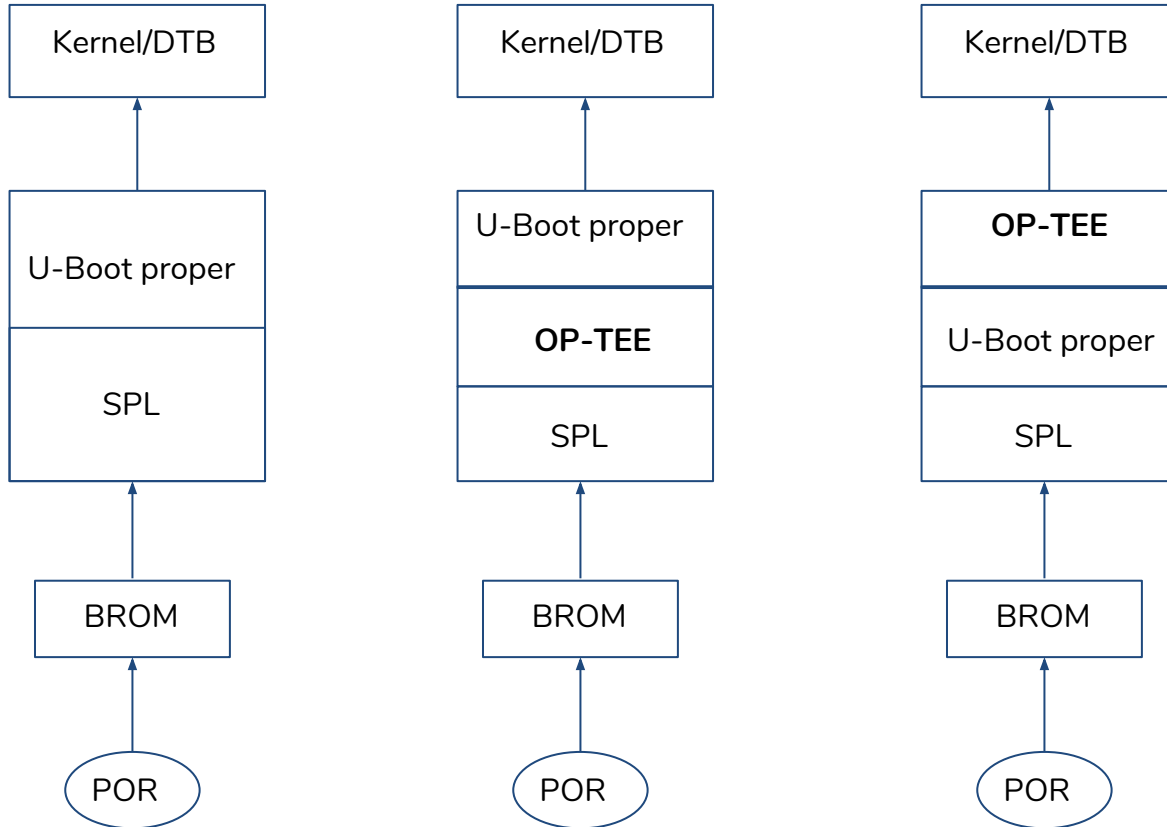 Kernel/DTB
U-Boot proper
SPL
BROM
POR
Kernel/DTB
U-Boot proper
OP-TEE
SPL
BROM
POR
Kernel/DTB
OP-TEE
U-Boot proper
SPL
BROM
POR